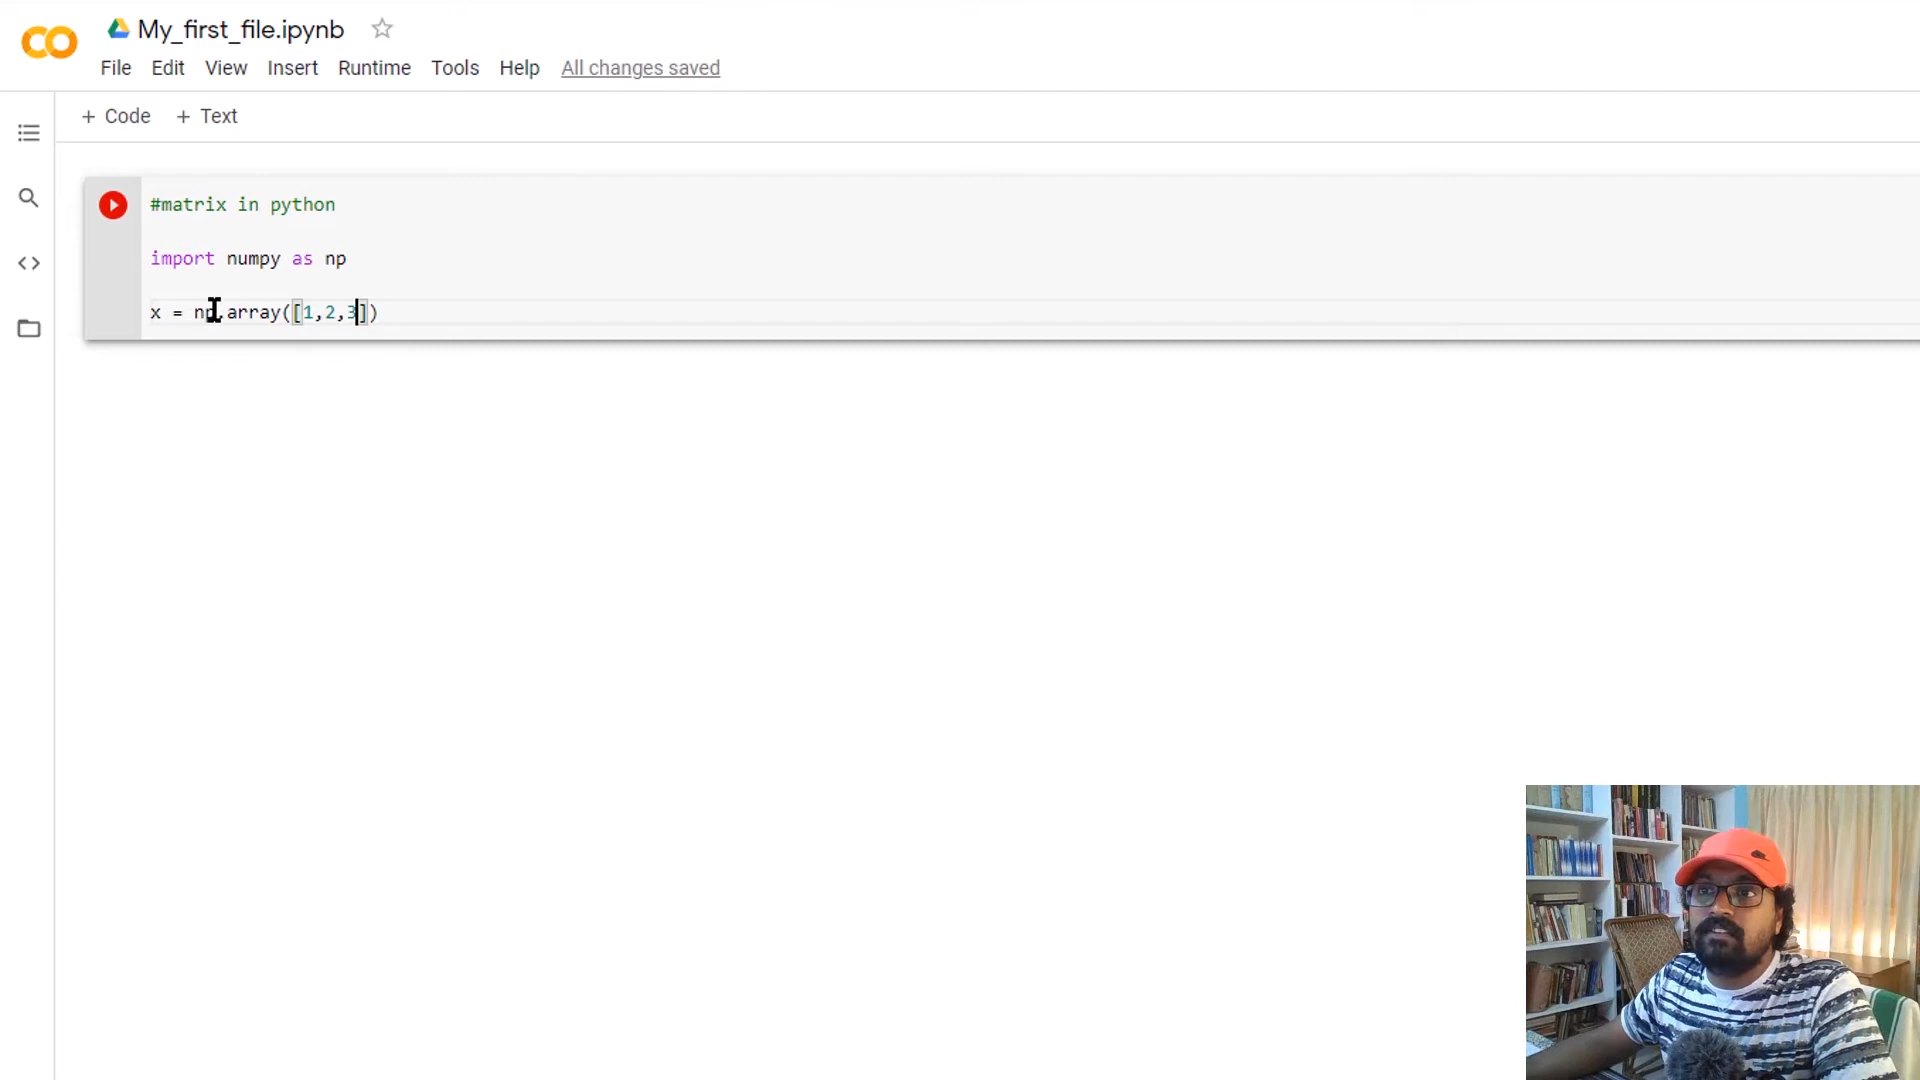 My_first_file.ipynb
File Edit View Insert Runtime Tools Help All changes saved
+ Code + Text
#matrix in python
import numpy as np
x = np.array([1,2,3])